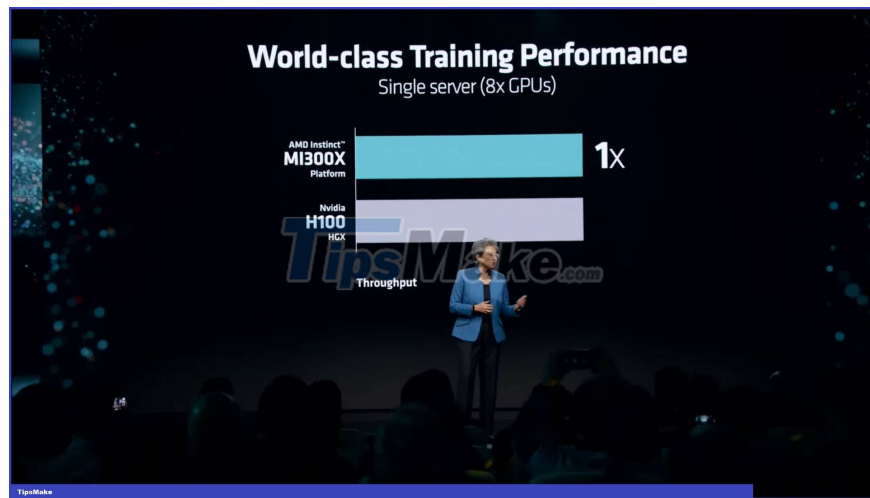 World-class Training Performance
Single server (8x GPUs)
AMD Instinct™
MI300X
Platform
1x
Nvidia
H100
HGX
TipsMake.com
Throughput
TipsMake